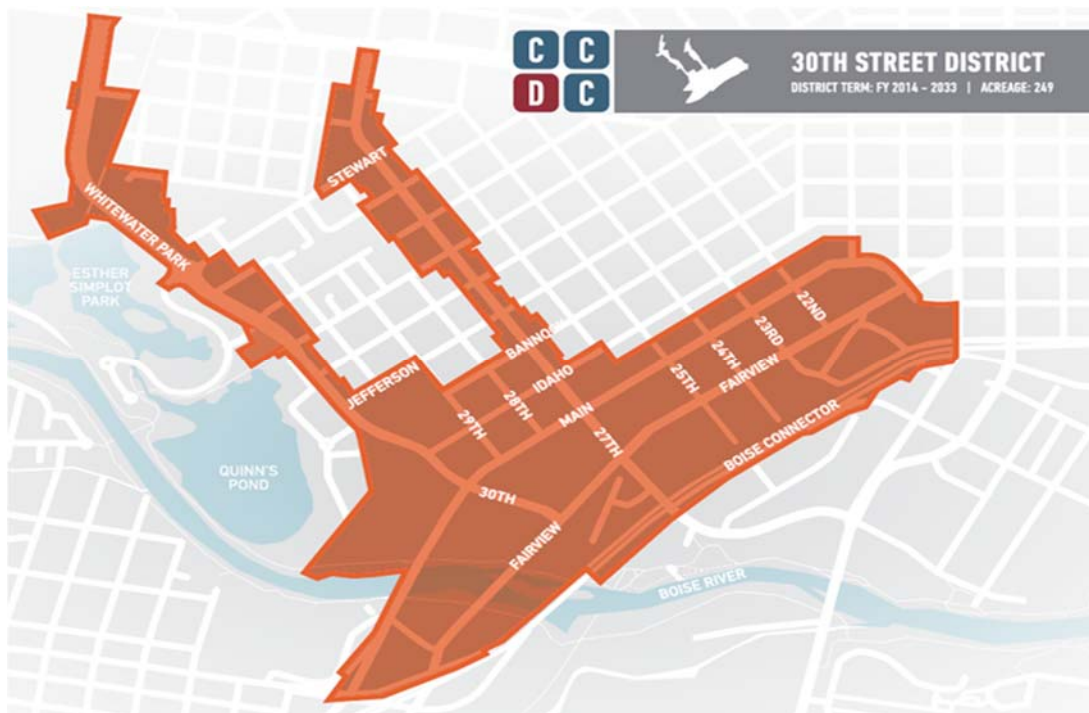 C C
D C
30TH STREET DISTRICT
DISTRICT TERM: FY 2014 - 2033 | ACREAGE: 249
STEWART
WHITEWATER PARK
ESTHER
SIMPLOT
PARK
22ND
23RD
24TH
25TH
FAIRVIEW
BANNOCK
IDAHO
JEFFERSON
28TH
29TH
MAIN
27TH
BOISE CONNECTOR
QUINN'S
POND
30TH
FAIRVIEW
BOISE RIVER